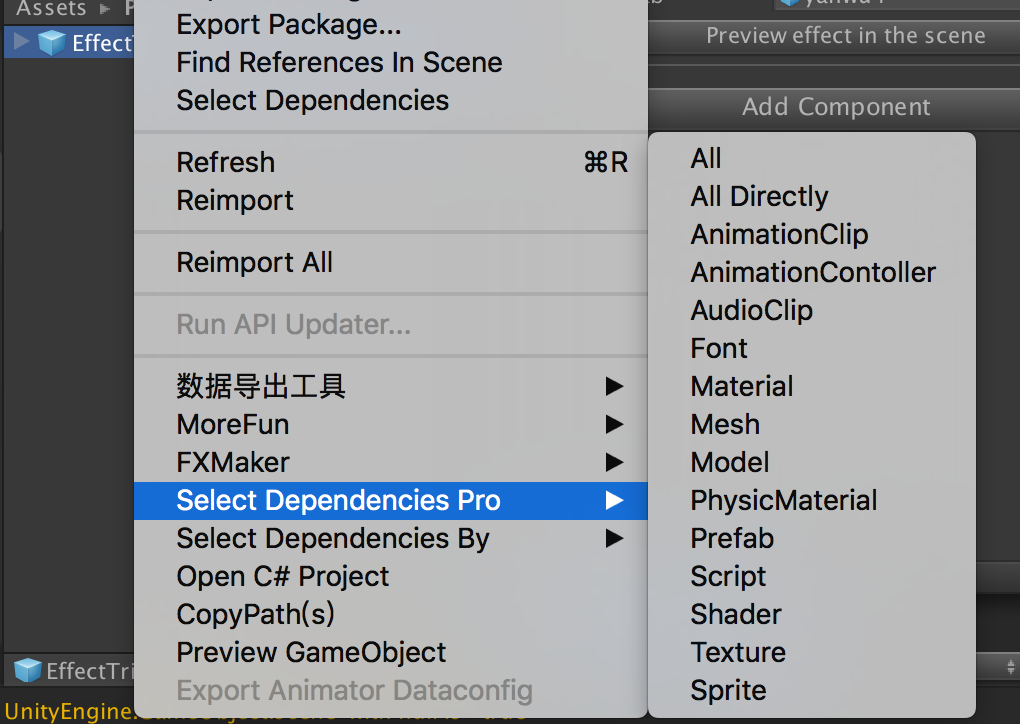 Assets
EffectT
Export Package...
Find References In Scene
Select Dependencies
Refresh ⌘R
Reimport
Reimport All
Run API Updater...
数据导出工具
MoreFun
FXMaker
Select Dependencies Pro
Select Dependencies By
Open C# Project
CopyPath(s)
Preview GameObject
Export Animator Dataconfig
Preview effect in the scene
Add Component
All
All Directly
AnimationClip
AnimationContoller
AudioClip
Font
Material
Mesh
Model
PhysicMaterial
Prefab
Script
Shader
Texture
Sprite
EffectTri
UnityEngine.